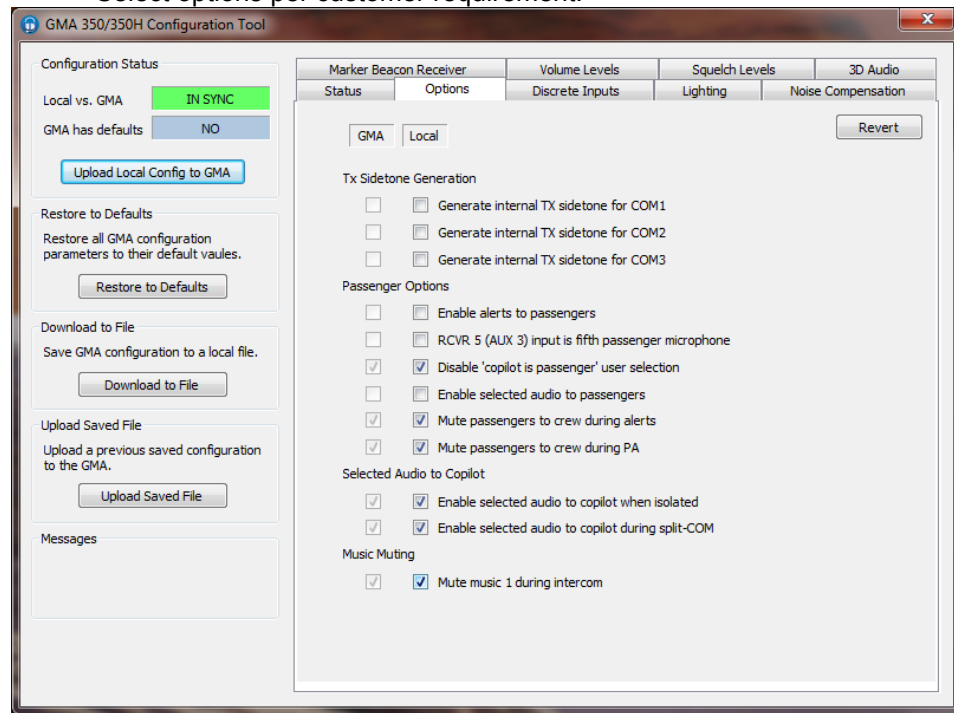 Select options per customer requirement.
GMA 350/350H Configuration Tool
Configuration Status
Local vs. GMA IN SYNC
GMA has defaults NO
Upload Local Config to GMA
Restore to Defaults
Restore all GMA configuration
parameters to their default vaules.
Restore to Defaults
Download to File
Save GMA configuration to a local file.
Download to File
Upload Saved File
Upload a previous saved configuration
to the GMA.
Upload Saved File
Messages
Marker Beacon Receiver Volume Levels Squelch Levels 3D Audio
Status Options Discrete Inputs Lighting Noise Compensation
GMA Local Revert
Tx Sidetone Generation
Generate internal TX sidetone for COM1
Generate internal TX sidetone for COM2
Generate internal TX sidetone for COM3
Passenger Options
Enable alerts to passengers
RCVR 5 (AUX 3) input is fifth passenger microphone
Disable 'copilot is passenger' user selection
Enable selected audio to passengers
Mute passengers to crew during alerts
Mute passengers to crew during PA
Selected Audio to Copilot
Enable selected audio to copilot when isolated
Enable selected audio to copilot during split-COM
Music Muting
Mute music 1 during intercom